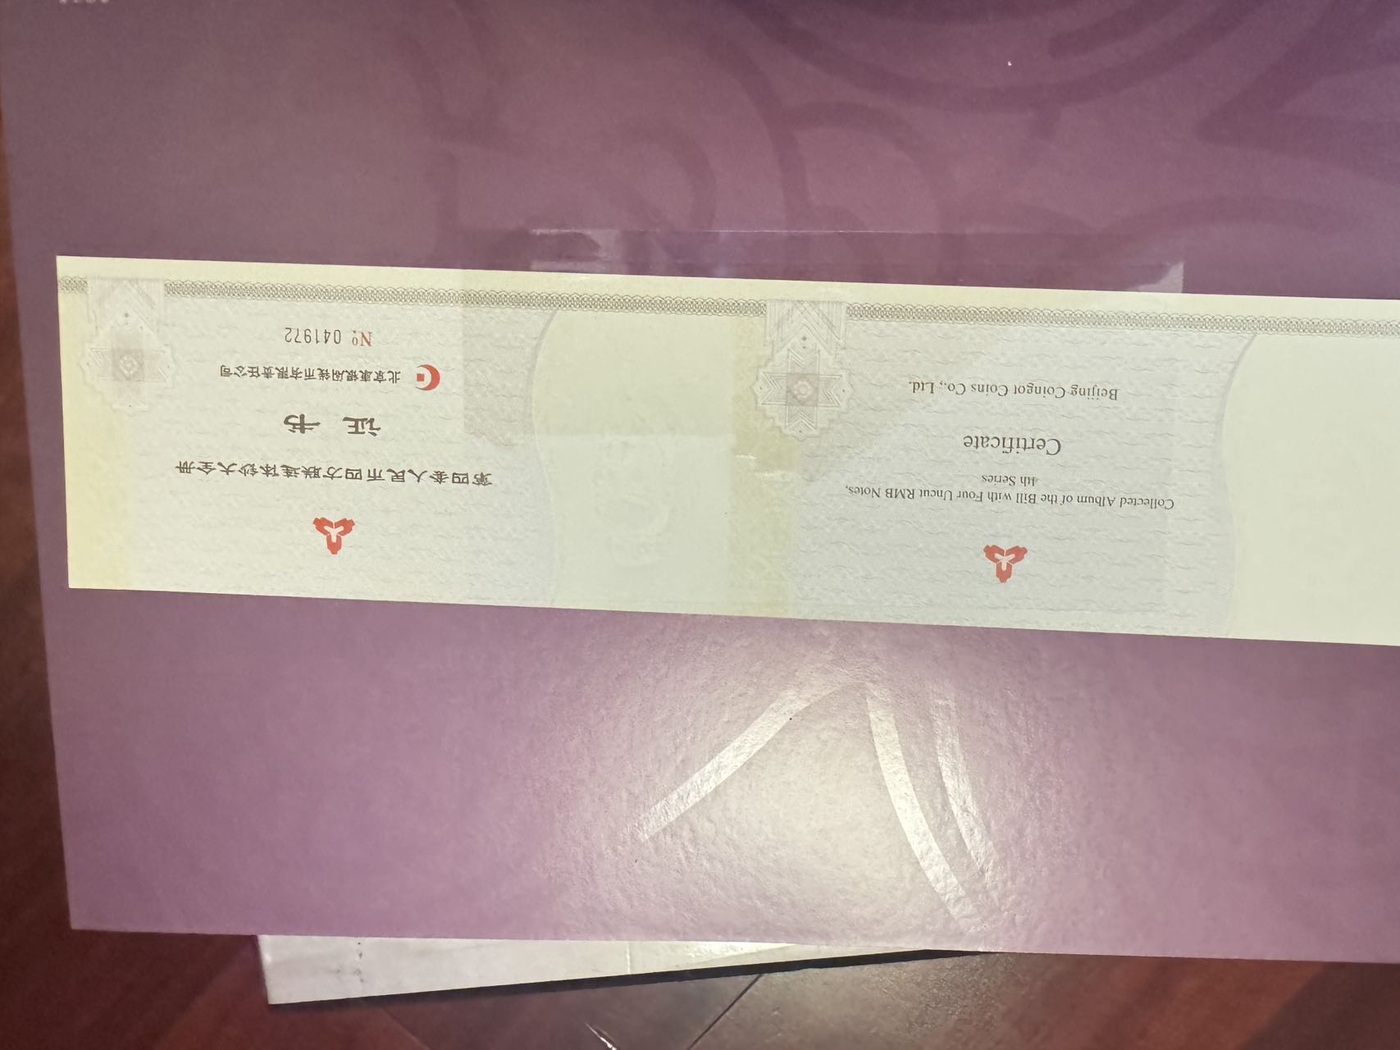 Collected Album of the Bill with Four Uncut RMB Notes,
4th Series
Certificate
Beijing Coingot Coins Co., Ltd.
第四套人民币四方联连体钞大全册
证 书
北京康银阁钱币有限责任公司
№ 041972